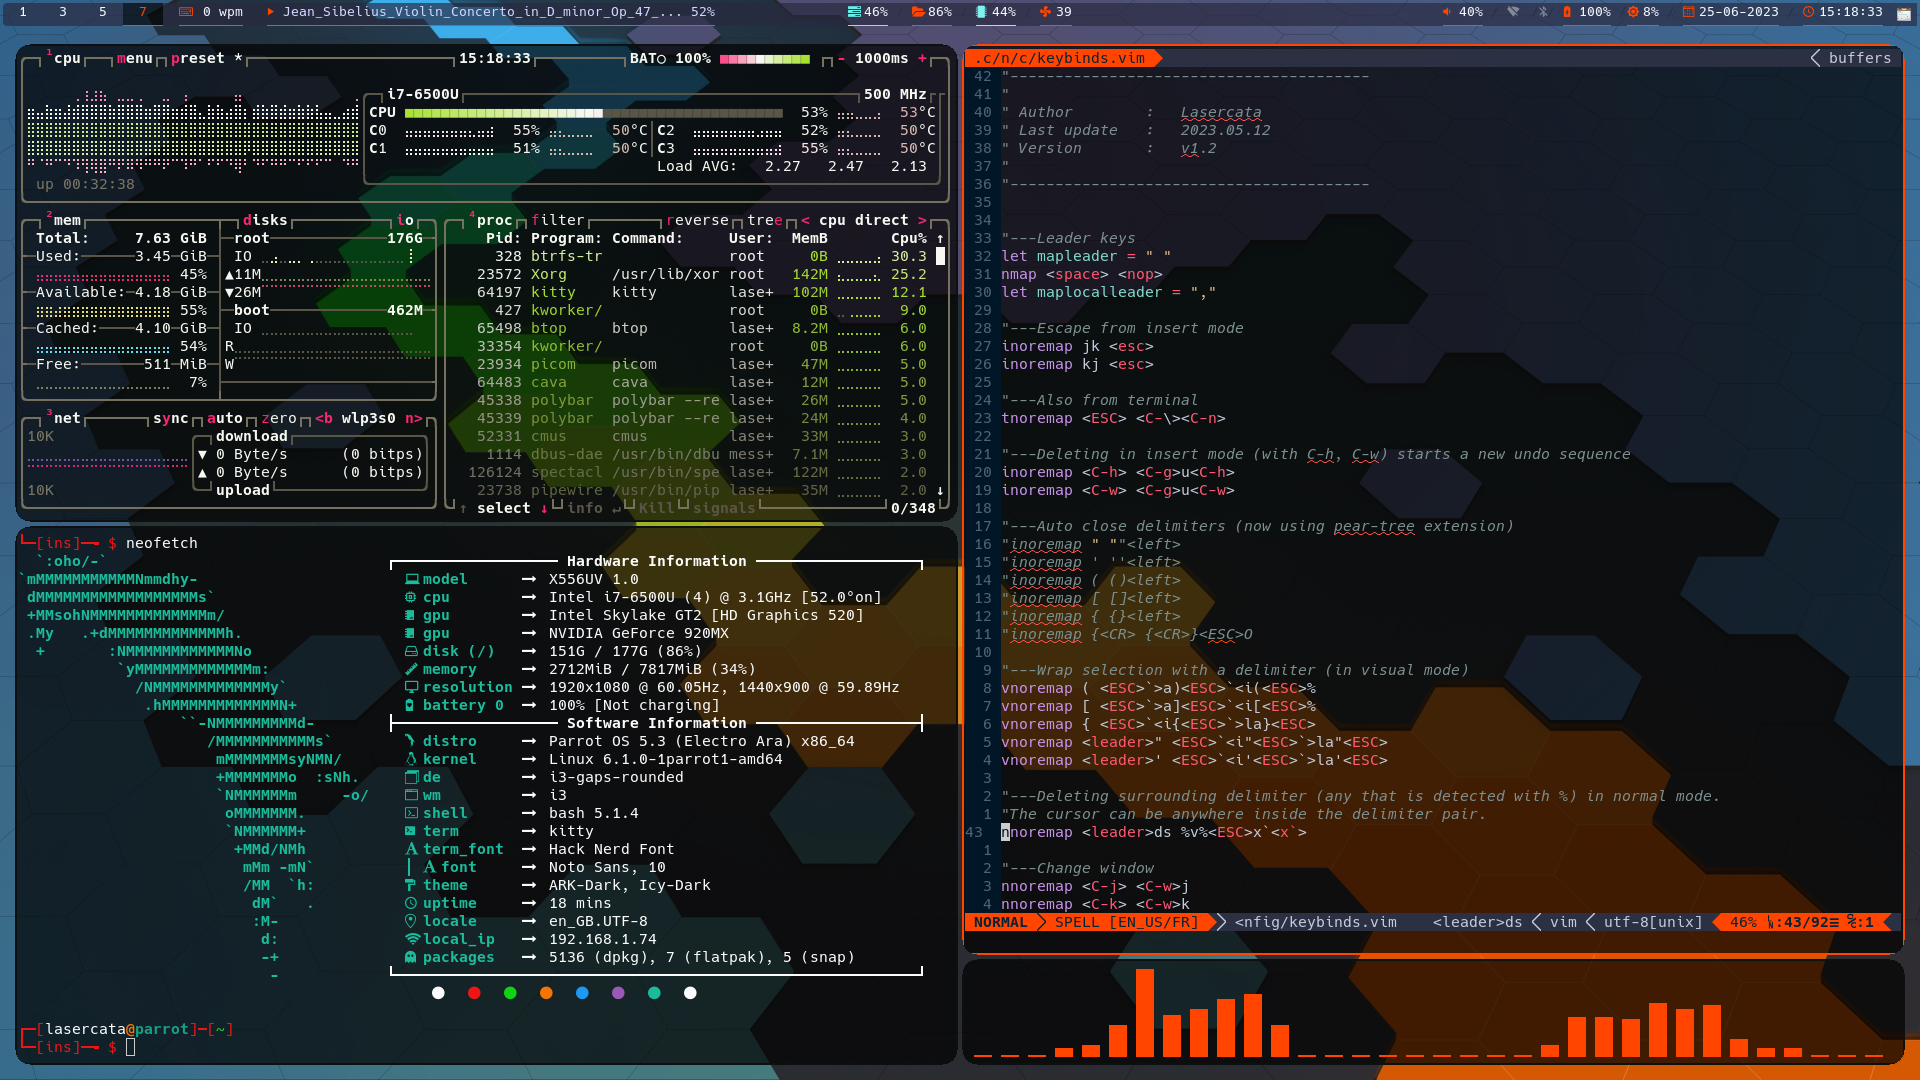 1 3 5 7 0 wpm Jean_Sibelius_Violin_Concerto_in_D_minor_Op_47_... 52% 46% 86% 44% 39 40% 100% 8% 25-06-2023 15:18:33
1cpu menu preset * 15:18:33 BAT○ 100% - 1000ms +
i7-6500U 500 MHz
CPU 53% 53°C
C0 55% 50°C C2 52% 50°C
C1 51% 50°C C3 55% 50°C
Load AVG: 2.27 2.47 2.13
up 00:32:38
2mem disks io
Total: 7.63 GiB root 176G
Used: 3.45 GiB IO
45% ▲11M
Available: 4.18 GiB ▼26M
55% boot 462M
Cached: 4.10 GiB IO
54% R
Free: 511 MiB W
7%
3net sync auto zero <b wlp3s0 n>
10K download
▼ 0 Byte/s (0 bitps)
▲ 0 Byte/s (0 bitps)
10K upload
4proc filter reverse tree < cpu direct >
Pid: Program: Command: User: MemB Cpu% ↑
328 btrfs-tr root 0B 30.3
23572 Xorg /usr/lib/xor root 142M 25.2
64197 kitty kitty lase+ 102M 12.1
427 kworker/ root 0B 9.0
65498 btop btop lase+ 8.2M 6.0
33354 kworker/ root 0B 6.0
23934 picom picom lase+ 47M 5.0
64483 cava cava lase+ 12M 5.0
45338 polybar polybar --re lase+ 26M 5.0
45339 polybar polybar --re lase+ 24M 4.0
52331 cmus cmus lase+ 33M 3.0
1114 dbus-dae /usr/bin/dbu mess+ 7.1M 3.0
126124 spectacl /usr/bin/spe lase+ 122M 2.0
23738 pipewire /usr/bin/pip lase+ 35M 2.0 ↓
↑ select ↓ info ↵ Kill signals 0/348
[ins] $ neofetch
`:oho/-`
`mMMMMMMMMMMMNmmdhy-
dMMMMMMMMMMMMMMMMMMs`
+MMsohNMMMMMMMMMMMMMm/
.My .+dMMMMMMMMMMMMMh.
+ :NMMMMMMMMMMMMNo
`yMMMMMMMMMMMMMm:
/NMMMMMMMMMMMMMy`
.hMMMMMMMMMMMMMN+
``-NMMMMMMMMMd-
/MMMMMMMMMMMs`
mMMMMMMMsyNMN/
+MMMMMMMo :sNh.
`NMMMMMMm -o/
oMMMMMMM.
`NMMMMMM+
+MMd/NMh
mMm -mN`
/MM `h:
dM` .
:M-
d:
-+
-
Hardware Information
model → X556UV 1.0
cpu → Intel i7-6500U (4) @ 3.1GHz [52.0°on]
gpu → Intel Skylake GT2 [HD Graphics 520]
gpu → NVIDIA GeForce 920MX
disk (/) → 151G / 177G (86%)
memory → 2712MiB / 7817MiB (34%)
resolution → 1920x1080 @ 60.05Hz, 1440x900 @ 59.89Hz
battery 0 → 100% [Not charging]
Software Information
distro → Parrot OS 5.3 (Electro Ara) x86_64
kernel → Linux 6.1.0-1parrot1-amd64
de → i3-gaps-rounded
wm → i3
shell → bash 5.1.4
term → kitty
term_font → Hack Nerd Font
font → Noto Sans, 10
theme → ARK-Dark, Icy-Dark
uptime → 18 mins
locale → en_GB.UTF-8
local_ip → 192.168.1.74
packages → 5136 (dpkg), 7 (flatpak), 5 (snap)
[lasercata@parrot]-[~]
[ins] $
.c/n/c/keybinds.vim buffers
42 "----------------------------------------
41 "
40 " Author : Lasercata
39 " Last update : 2023.05.12
38 " Version : v1.2
37 "
36 "----------------------------------------
35
34
33 "---Leader keys
32 let mapleader = " "
31 nmap <space> <nop>
30 let maplocalleader = ","
29
28 "---Escape from insert mode
27 inoremap jk <esc>
26 inoremap kj <esc>
25
24 "---Also from terminal
23 tnoremap <ESC> <C-\><C-n>
22
21 "---Deleting in insert mode (with C-h, C-w) starts a new undo sequence
20 inoremap <C-h> <C-g>u<C-h>
19 inoremap <C-w> <C-g>u<C-w>
18
17 "---Auto close delimiters (now using pear-tree extension)
16 "inoremap " ""<left>
15 "inoremap ' ''<left>
14 "inoremap ( ()<left>
13 "inoremap [ []<left>
12 "inoremap { {}<left>
11 "inoremap {<CR> {<CR>}<ESC>O
10
9 "---Wrap selection with a delimiter (in visual mode)
8 vnoremap ( <ESC>`>a)<ESC>`<i(<ESC>%
7 vnoremap [ <ESC>`>a]<ESC>`<i[<ESC>%
6 vnoremap { <ESC>`<i{<ESC>`>la}<ESC>
5 vnoremap <leader>" <ESC>`<i"<ESC>`>la"<ESC>
4 vnoremap <leader>' <ESC>`<i'<ESC>`>la'<ESC>
3
2 "---Deleting surrounding delimiter (any that is detected with %) in normal mode.
1 "The cursor can be anywhere inside the delimiter pair.
43 nnoremap <leader>ds %v%<ESC>x`<x`>
1
2 "---Change window
3 nnoremap <C-j> <C-w>j
4 nnoremap <C-k> <C-w>k
NORMAL SPELL [EN_US/FR] <nfig/keybinds.vim <leader>ds vim utf-8[unix] 46% :43/92≡ :1